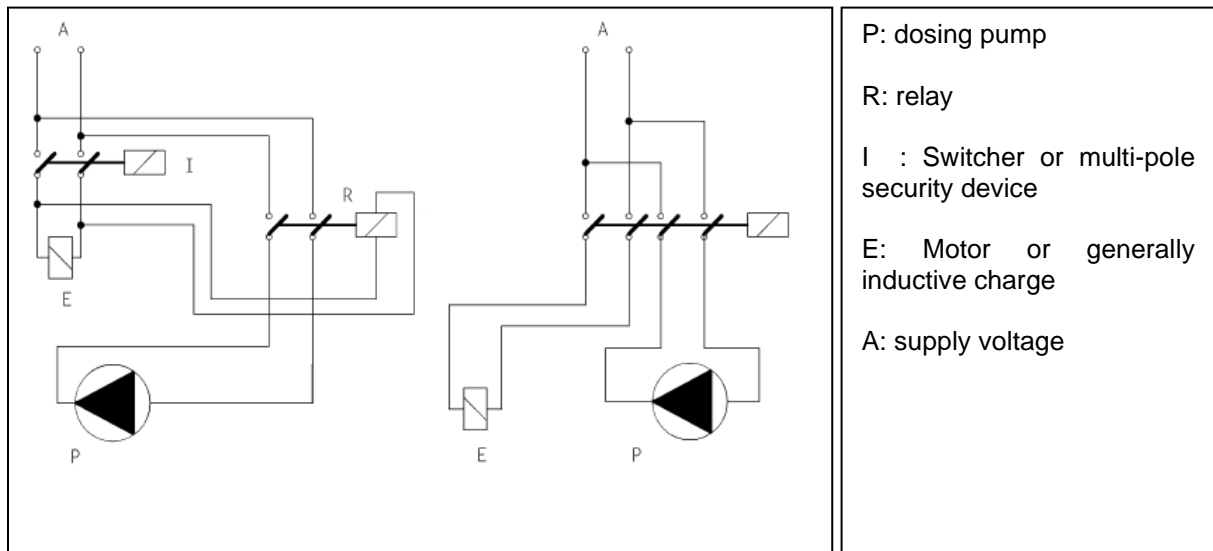 A
I
R
E
P
A
E
P
P: dosing pump
R: relay
I : Switcher or multi-pole
security device
E: Motor or generally
inductive charge
A: supply voltage